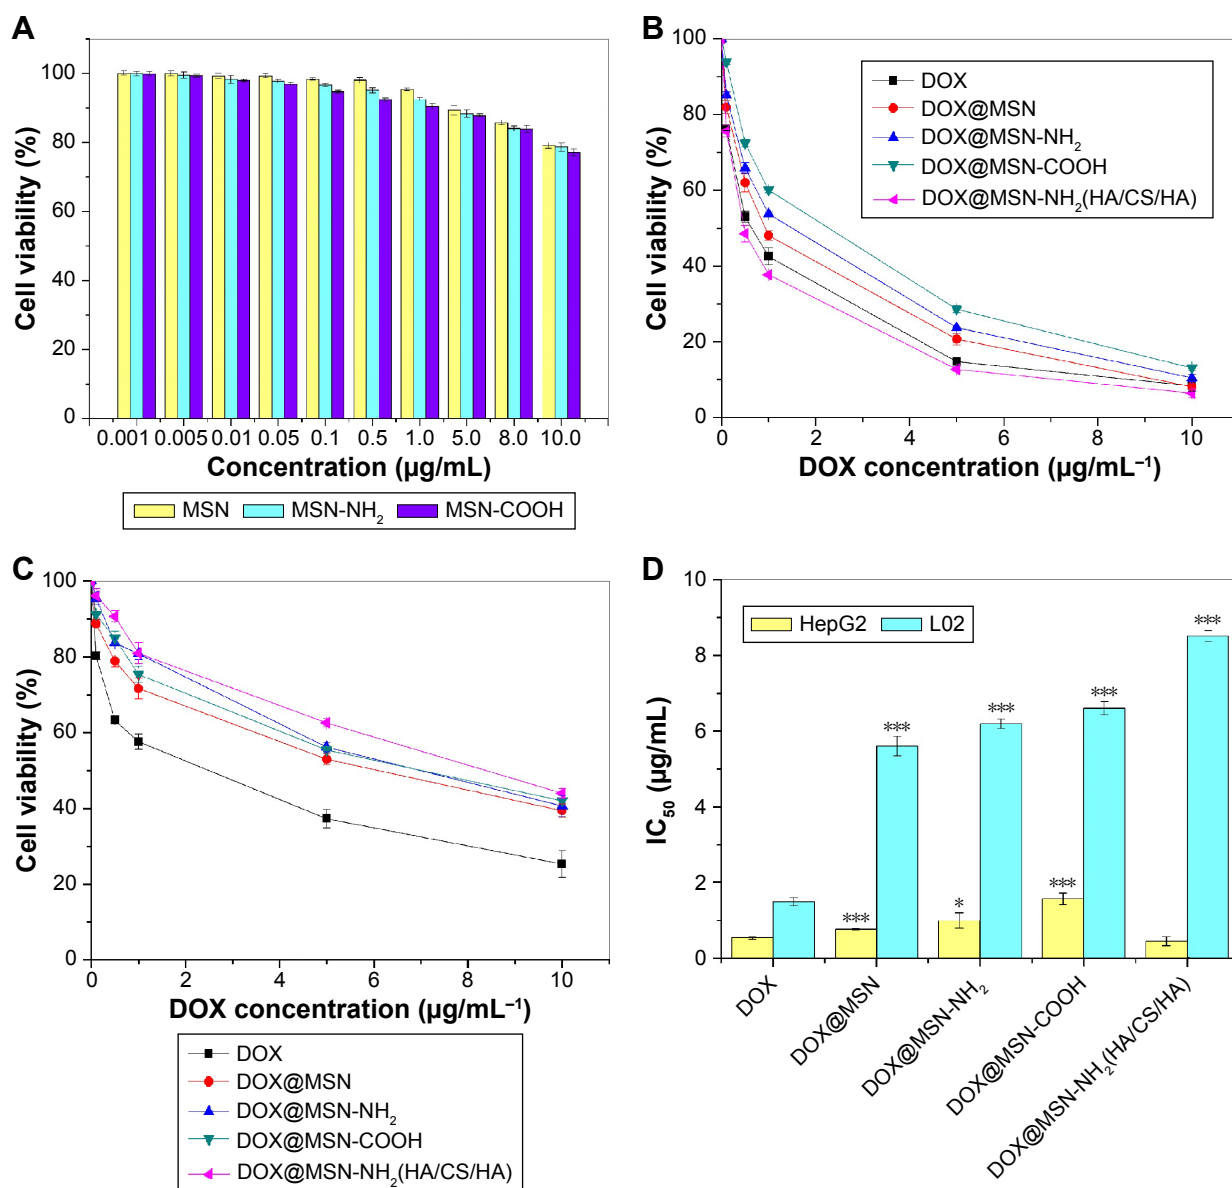 A
Cell viability (%)
100
80
60
40
20
0
0.001 0.005 0.01 0.05 0.1 0.5 1.0 5.0 8.0 10.0
Concentration (µg/mL)
MSN MSN-NH₂ MSN-COOH
B
Cell viability (%)
100
80
60
40
20
0
DOX
DOX@MSN
DOX@MSN-NH₂
DOX@MSN-COOH
DOX@MSN-NH₂(HA/CS/HA)
0 2 4 6 8 10
DOX concentration (µg/mL⁻¹)
C
Cell viability (%)
100
80
60
40
20
0
0 2 4 6 8 10
DOX concentration (µg/mL⁻¹)
DOX
DOX@MSN
DOX@MSN-NH₂
DOX@MSN-COOH
DOX@MSN-NH₂(HA/CS/HA)
D
IC₅₀ (µg/mL)
10
8
6
4
2
0
HepG2 L02
***
***
***
*
***
***
***
DOX
DOX@MSN
DOX@MSN-NH₂
DOX@MSN-COOH
DOX@MSN-NH₂(HA/CS/HA)